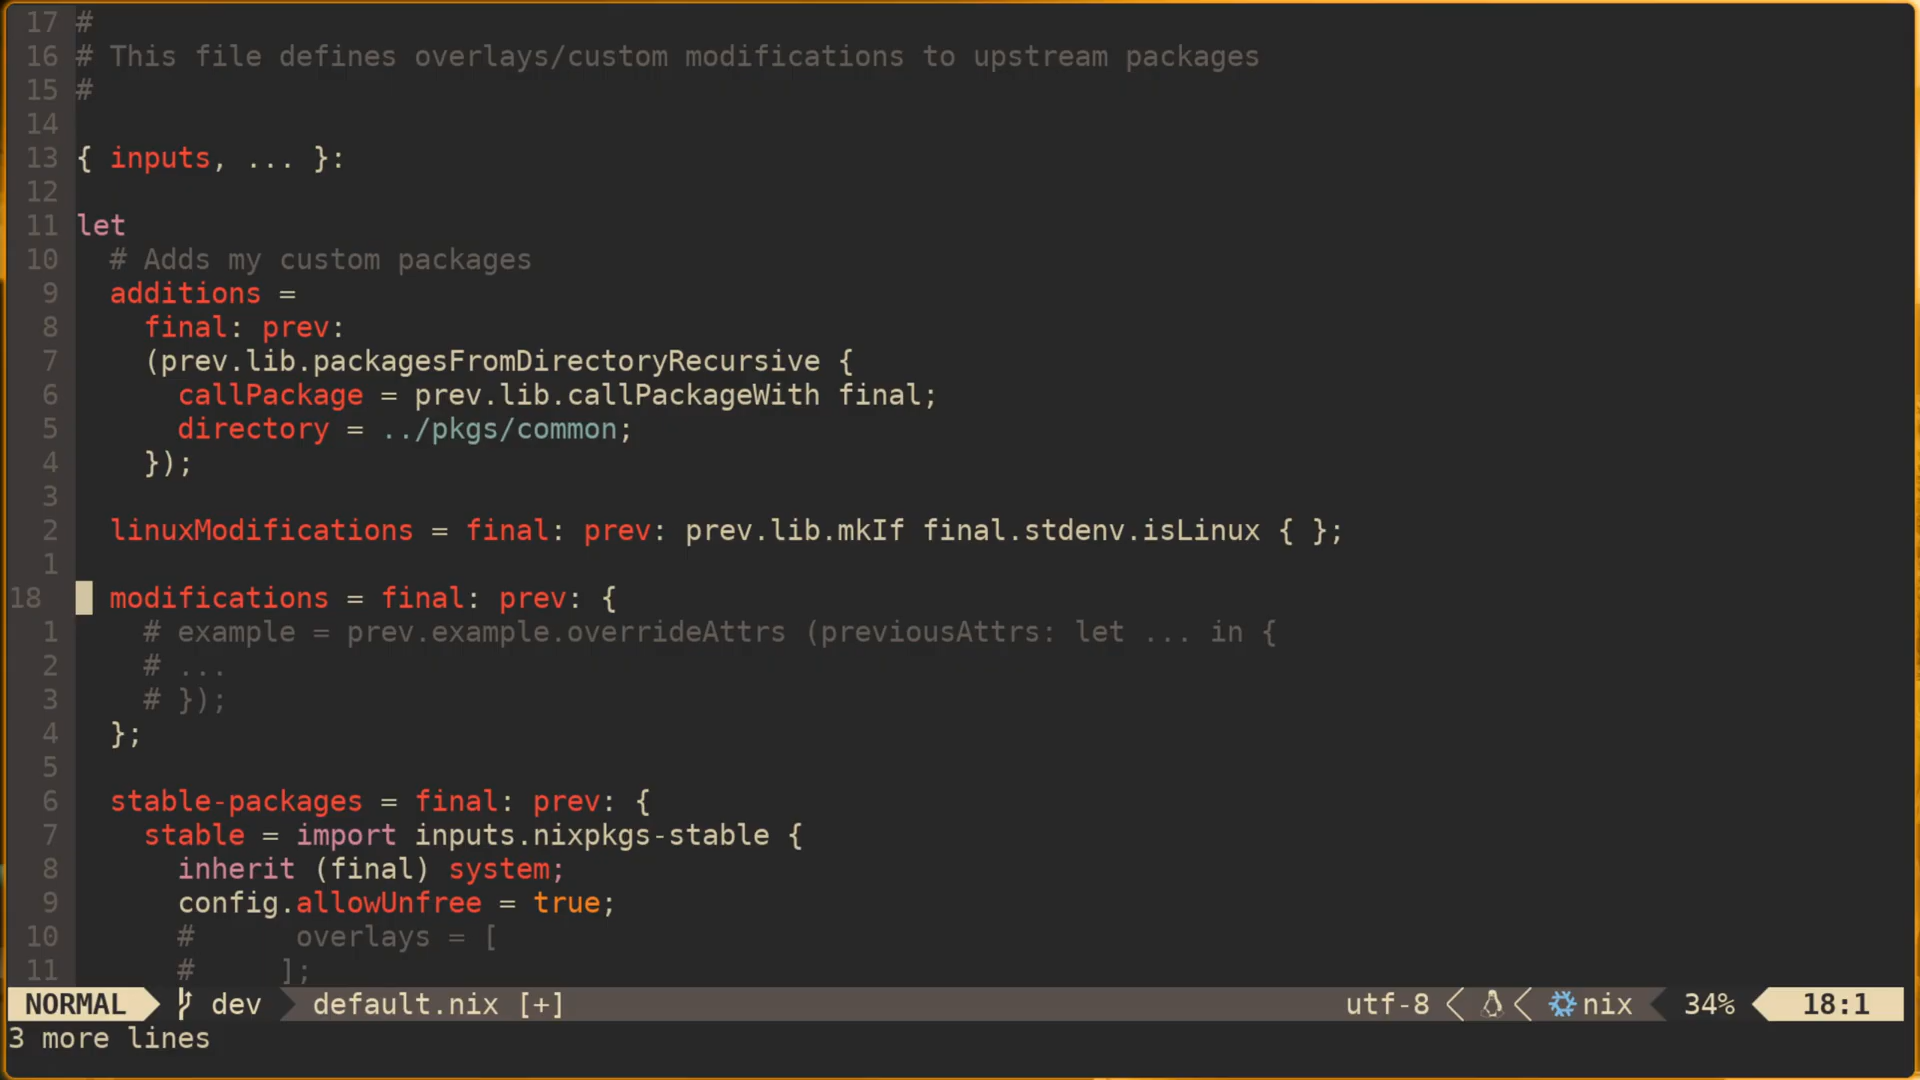 17 #
16 # This file defines overlays/custom modifications to upstream packages
15 #
14
13 { inputs, ... }:
12
11 let
10   # Adds my custom packages
9   additions =
8     final: prev:
7     (prev.lib.packagesFromDirectoryRecursive {
6       callPackage = prev.lib.callPackageWith final;
5       directory = ../pkgs/common;
4     });
3
2   linuxModifications = final: prev: prev.lib.mkIf final.stdenv.isLinux { };
1
18   modifications = final: prev: {
1     # example = prev.example.overrideAttrs (previousAttrs: let ... in {
2     # ...
3     # });
4   };
5
6   stable-packages = final: prev: {
7     stable = import inputs.nixpkgs-stable {
8       inherit (final) system;
9       config.allowUnfree = true;
10       #      overlays = [
11       #     ];
NORMAL dev default.nix [+] utf-8 nix 34% 18:1
3 more lines